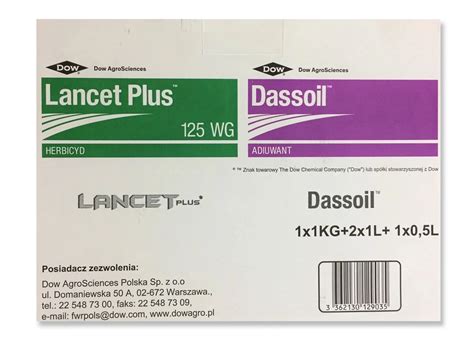 Dow
Dow AgroSciences
Lancet Plus™
125 WG
HERBICYD
Dow
Dow AgroSciences
Dassoil™
ADIUWANT
® ™ Znak towarowy The Dow Chemical Company ("Dow") lub spółki stowarzyszonej z Dow
LANCET PLUS®
Dassoil™
1x1KG+2x1L+ 1x0,5L
Posiadacz zezwolenia:
Dow AgroSciences Polska Sp. z o.o
ul. Domaniewska 50 A, 02-672 Warszawa,
tel. 22 548 73 00, faks: 22 548 73 09,
e-mail: fwrpols@dow.com, www.dowagro.pl
3 362130 129035